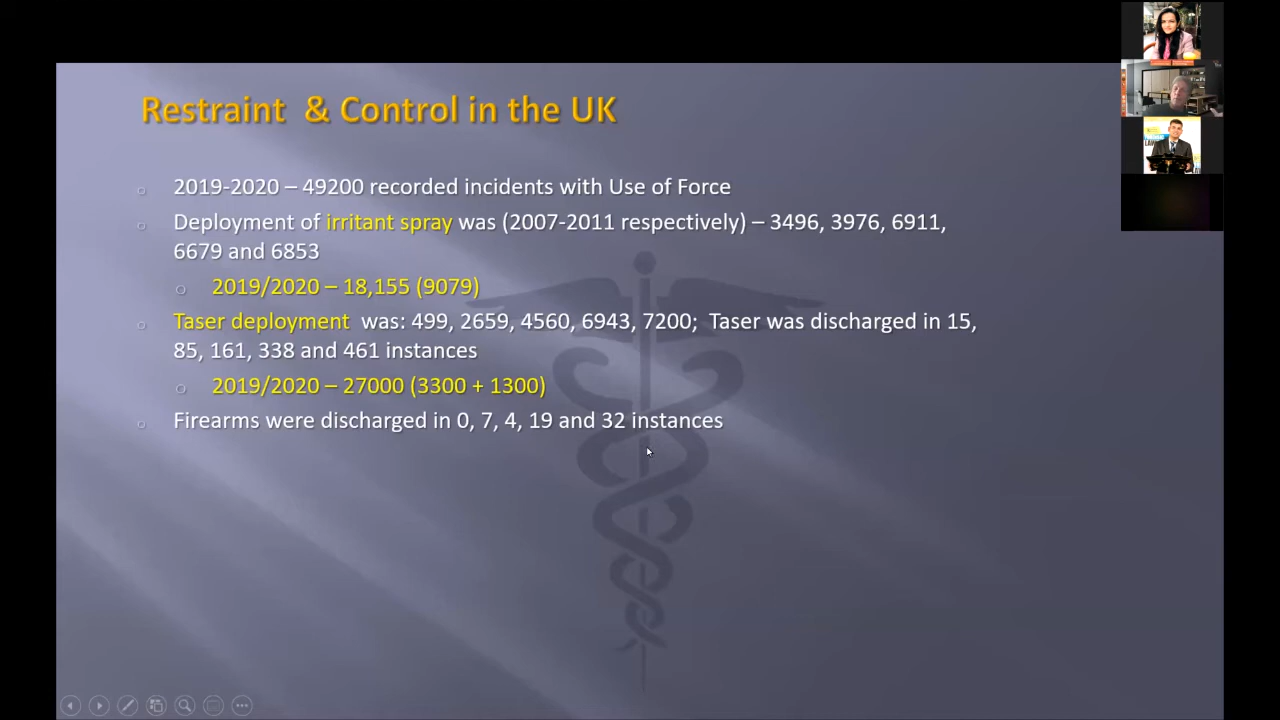 Restraint & Control in the UK
2019-2020 – 49200 recorded incidents with Use of Force
Deployment of irritant spray was (2007-2011 respectively) – 3496, 3976, 6911,
6679 and 6853
2019/2020 – 18,155 (9079)
Taser deployment was: 499, 2659, 4560, 6943, 7200; Taser was discharged in 15,
85, 161, 338 and 461 instances
2019/2020 – 27000 (3300 + 1300)
Firearms were discharged in 0, 7, 4, 19 and 32 instances